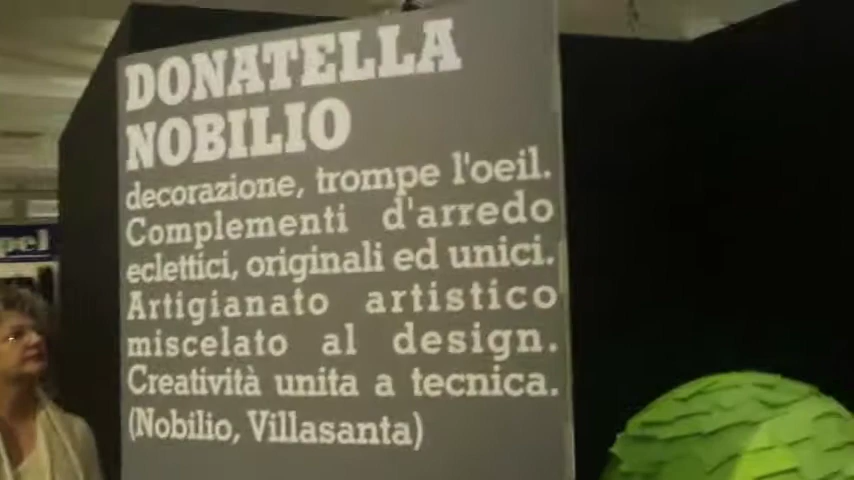 DONATELLA
NOBILIO
decorazione, trompe l'oeil.
Complementi d'arredo
eclettici, originali ed unici.
Artigianato artistico
miscelato al design.
Creatività unita a tecnica.
(Nobilio, Villasanta)